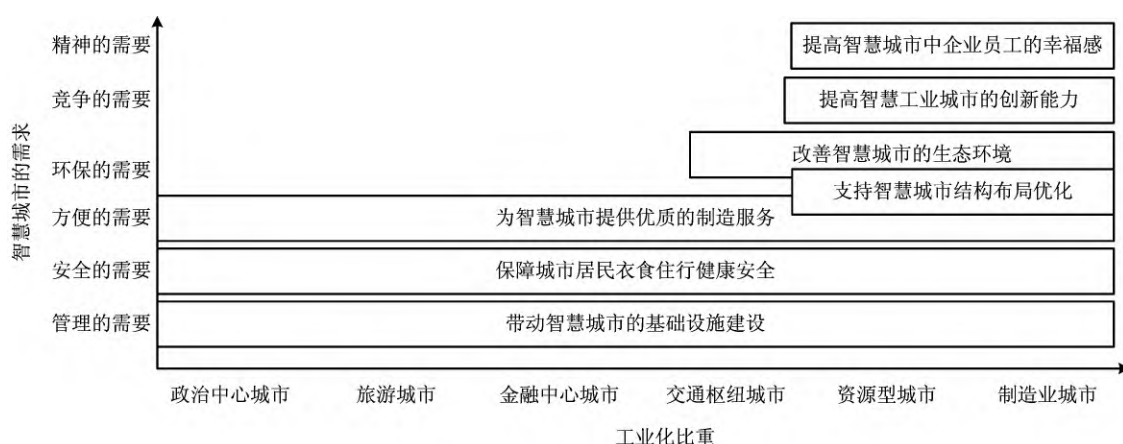 精神的需要
提高智慧城市中企业员工的幸福感
竞争的需要
提高智慧工业城市的创新能力
环保的需要
改善智慧城市的生态环境
支持智慧城市结构布局优化
方便的需要
为智慧城市提供优质的制造服务
安全的需要
保障城市居民衣食住行健康安全
管理的需要
带动智慧城市的基础设施建设
智慧城市的需求
政治中心城市
旅游城市
金融中心城市
交通枢纽城市
资源型城市
制造业城市
工业化比重